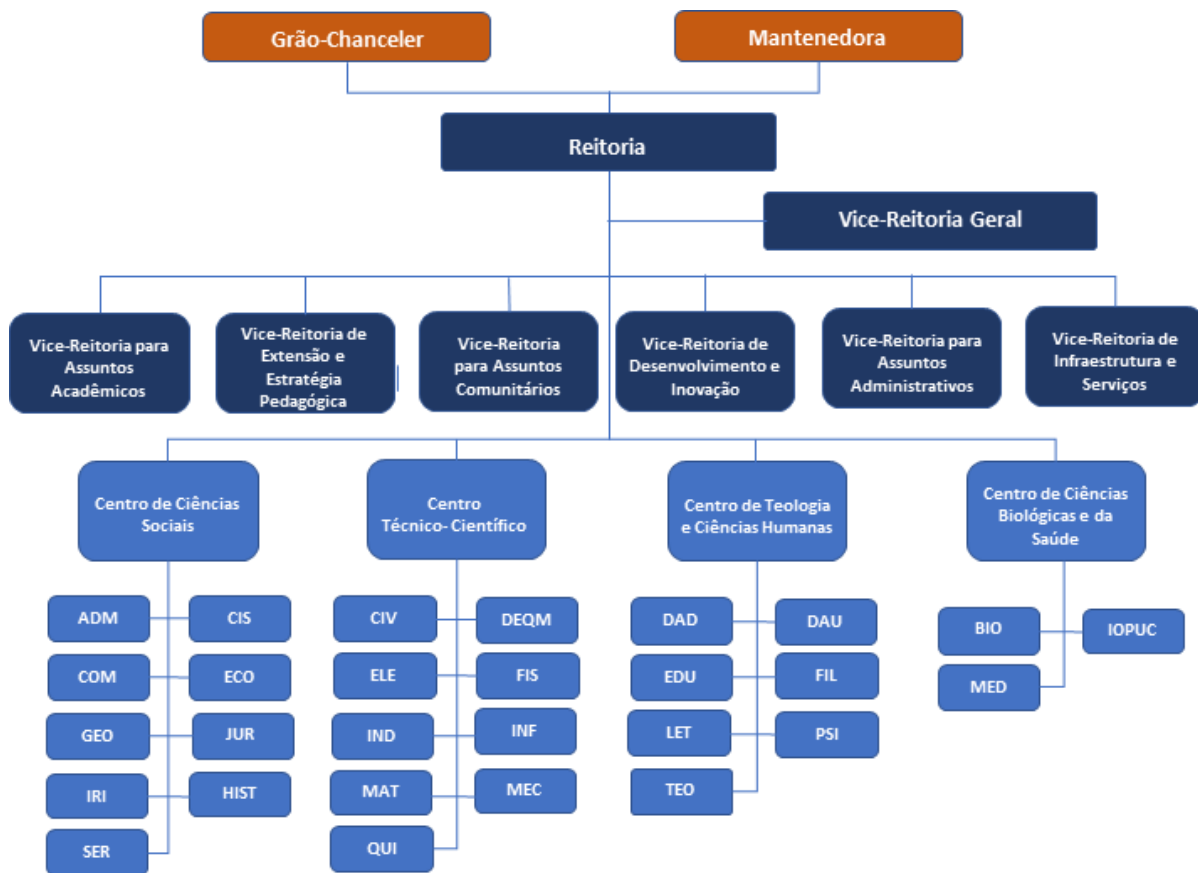 Grão-Chanceler
Mantenedora
Reitoria
Vice-Reitoria Geral
Vice-Reitoria para
Assuntos
Acadêmicos
Vice-Reitoria de
Extensão e
Estratégia
Pedagógica
Vice-Reitoria
para Assuntos
Comunitários
Vice-Reitoria de
Desenvolvimento e
Inovação
Vice-Reitoria para
Assuntos
Administrativos
Vice-Reitoria de
Infraestrutura e
Serviços
Centro de Ciências
Sociais
Centro
Técnico- Científico
Centro de Teologia
e Ciências Humanas
Centro de Ciências
Biológicas e da
Saúde
ADM
CIS
COM
ECO
GEO
JUR
IRI
HIST
SER
CIV
DEQM
ELE
FIS
IND
INF
MAT
MEC
QUI
DAD
DAU
EDU
FIL
LET
PSI
TEO
BIO
IOPUC
MED